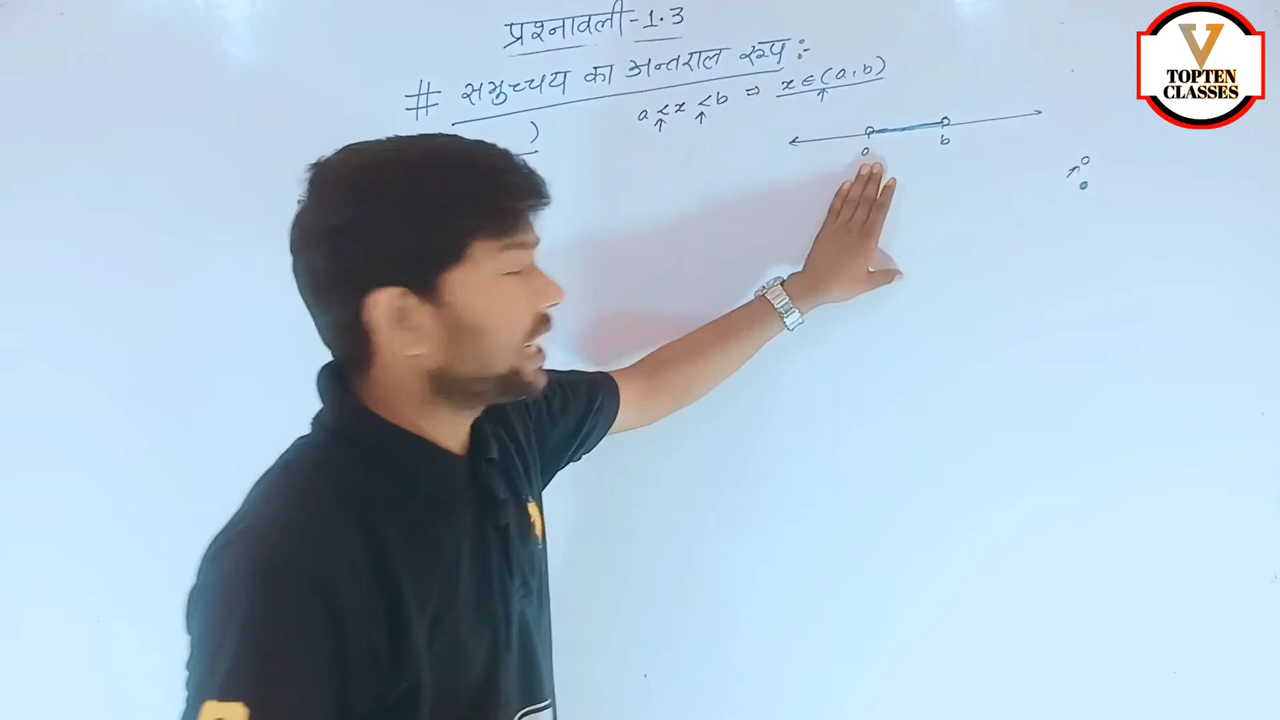 प्रश्नावली-1.3
# समुच्चय का अन्तराल रूप :-
a < x < b ⇒ x ∈ (a, b)
)
a b
V
TOPTEN
CLASSES